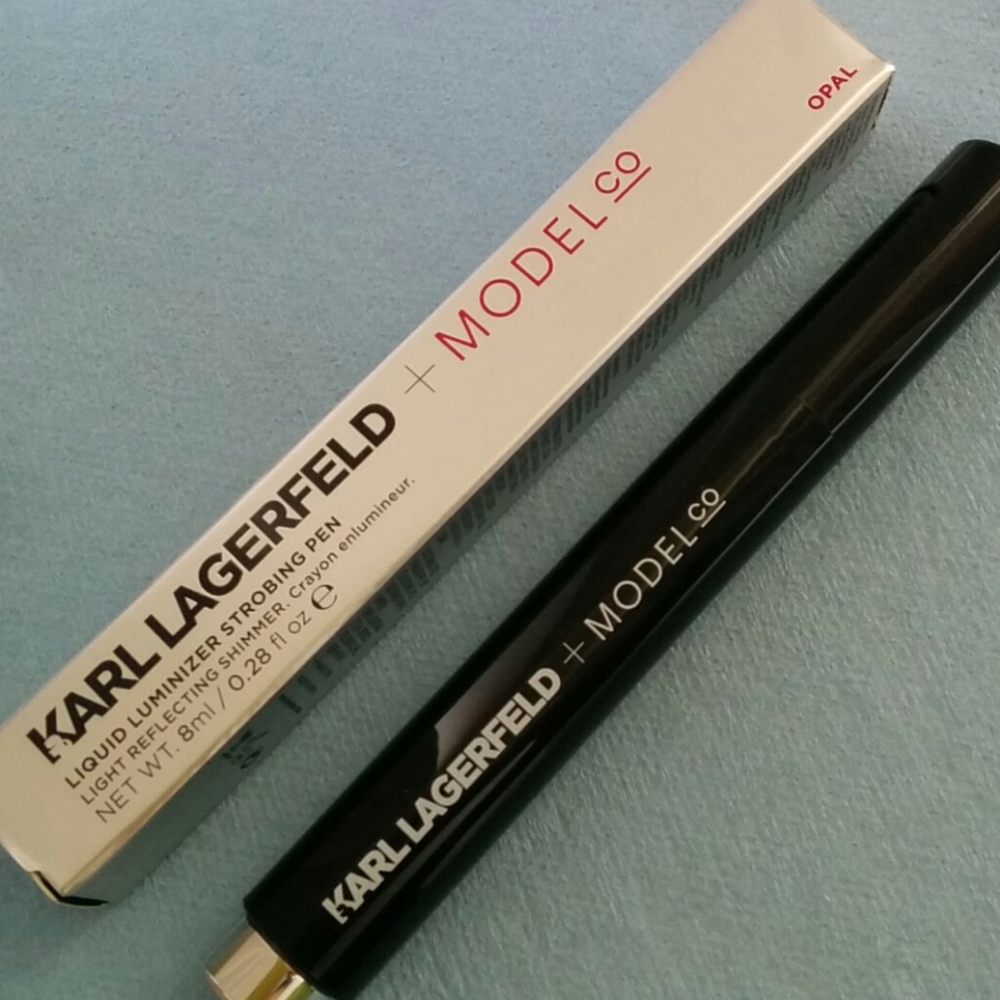 OPAL
KARL LAGERFELD + MODELCO
LIQUID LUMINIZER STROBING PEN
LIGHT REFLECTING SHIMMER. Crayon enlumineur.
NET WT. 8ml / 0.28 fl oz ℮
KARL LAGERFELD + MODELCO